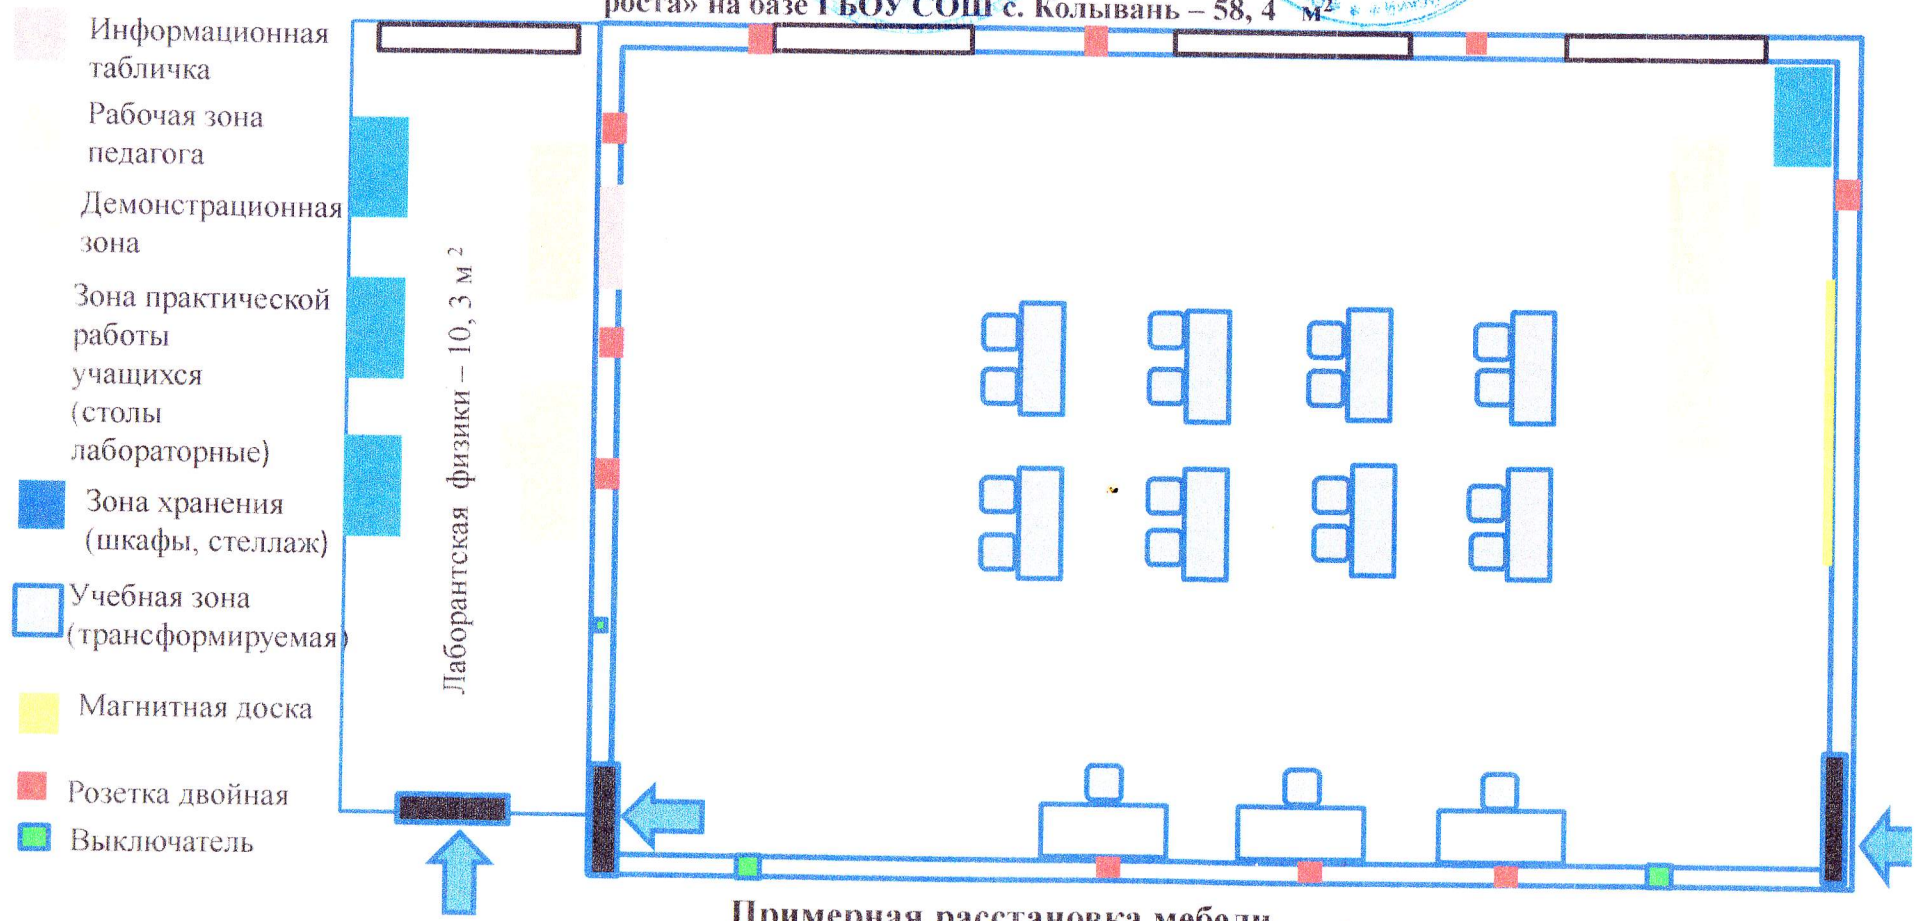 роста» на базе ГБОУ СОШ с. Колывань – 58, 4 м²
Информационная
табличка
Рабочая зона
педагога
Демонстрационная
зона
Зона практической
работы
учащихся
(столы
лабораторные)
Зона хранения
(шкафы, стеллаж)
Учебная зона
(трансформируемая)
Магнитная доска
Розетка двойная
Выключатель
Лаборантская физики – 10, 3 м ²
Примерная расстановка мебели